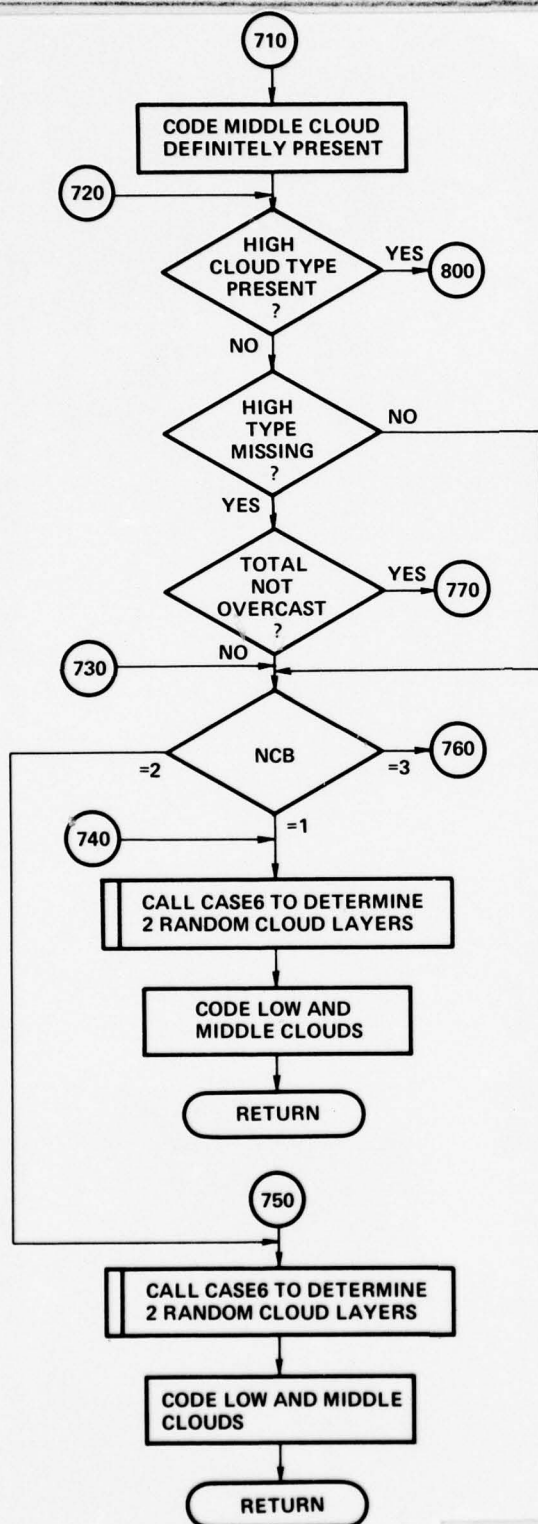 710
CODE MIDDLE CLOUD
DEFINITELY PRESENT
720
HIGH
CLOUD TYPE
PRESENT
?
YES
800
NO
HIGH
TYPE
MISSING
?
NO
YES
TOTAL
NOT
OVERCAST
?
YES
770
NO
730
NCB
=2
=3
760
=1
740
CALL CASE6 TO DETERMINE
2 RANDOM CLOUD LAYERS
CODE LOW AND
MIDDLE CLOUDS
RETURN
750
CALL CASE6 TO DETERMINE
2 RANDOM CLOUD LAYERS
CODE LOW AND MIDDLE
CLOUDS
RETURN